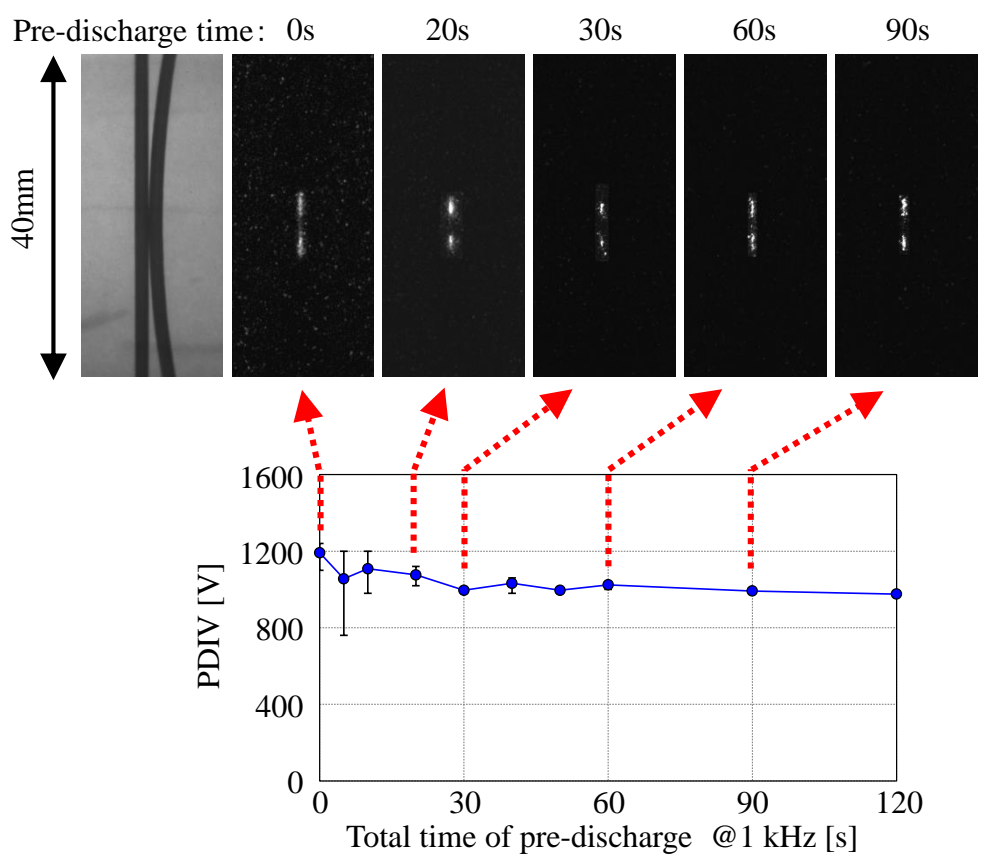 Pre-discharge time: 0s 20s 30s 60s 90s
40mm
1600
1200
800
400
0
PDIV [V]
0 30 60 90 120
Total time of pre-discharge @1 kHz [s]